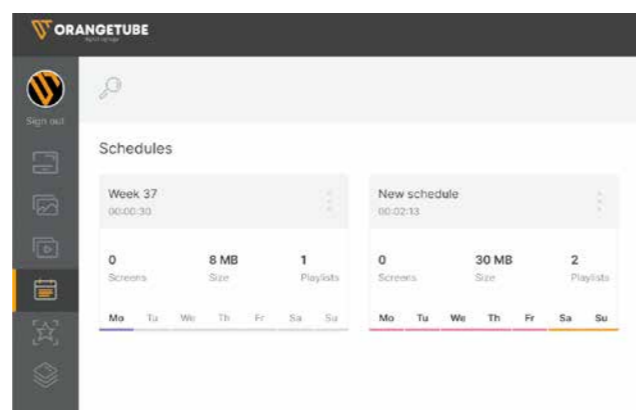 ORANGETUBE
Sign out
Schedules
Week 37
00:00:30
0 8 MB 1
Screens Size Playlists
Mo Tu We Th Fr Sa Su
New schedule
00:02:13
0 30 MB 2
Screens Size Playlists
Mo Tu We Th Fr Sa Su